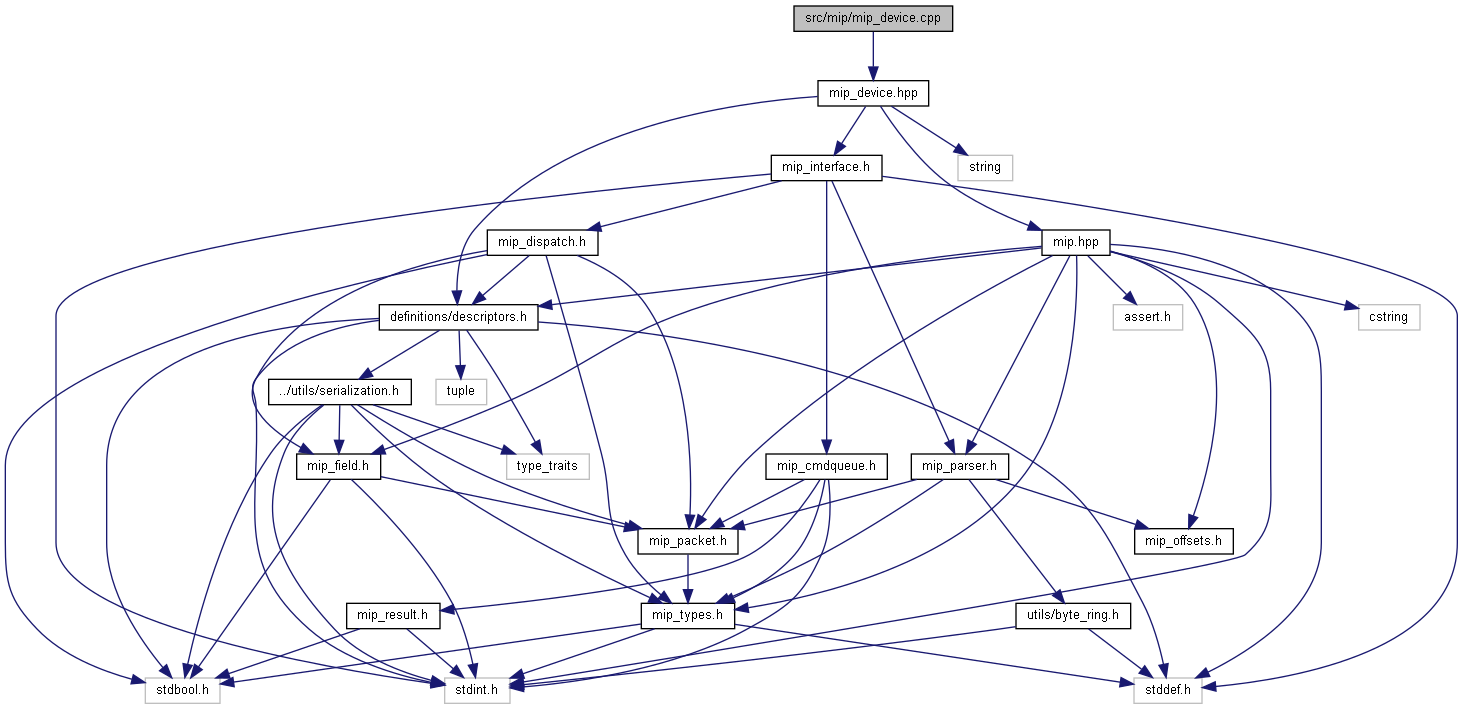 src/mip/mip_device.cpp
mip_device.hpp
mip_interface.h
string
mip_dispatch.h
mip.hpp
definitions/descriptors.h
assert.h
cstring
../utils/serialization.h
tuple
mip_field.h
type_traits
mip_cmdqueue.h
mip_parser.h
mip_packet.h
mip_offsets.h
mip_result.h
mip_types.h
utils/byte_ring.h
stdbool.h
stdint.h
stddef.h